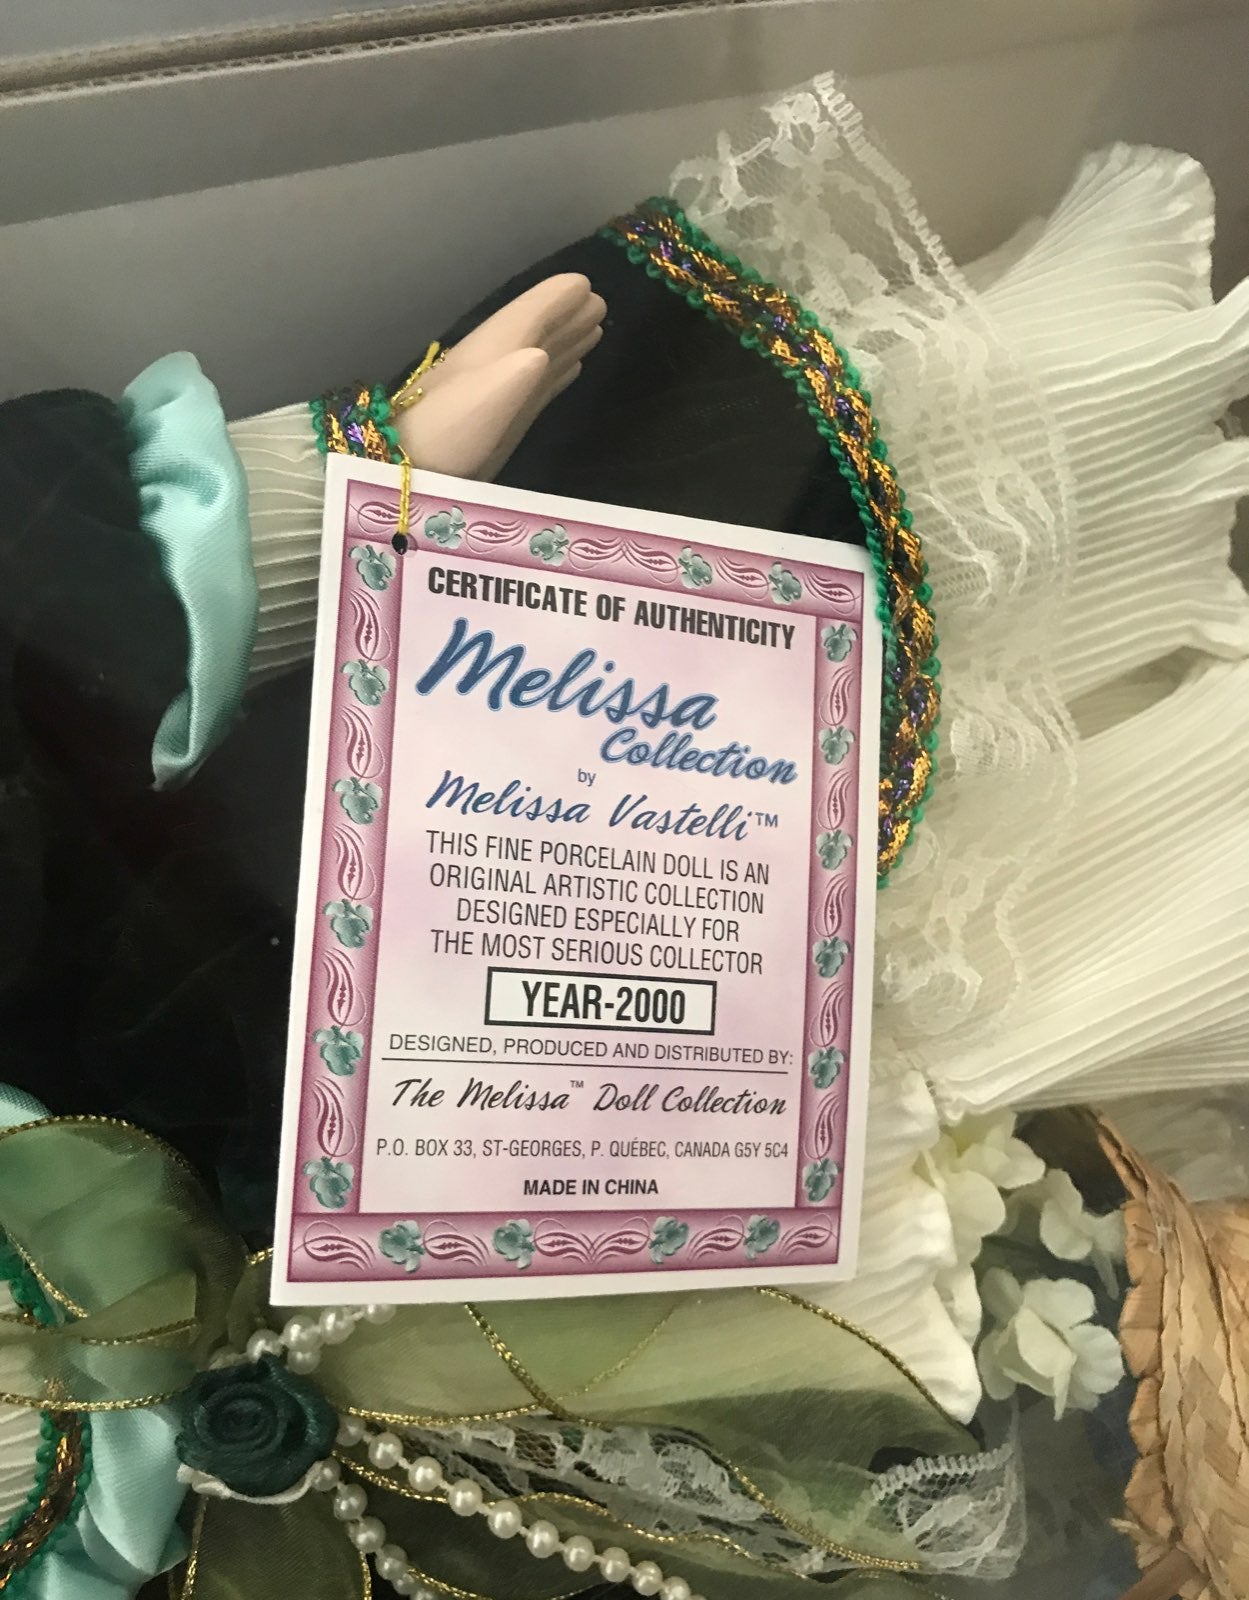 CERTIFICATE OF AUTHENTICITY
Melissa
Collection
by
Melissa Vastelli™
THIS FINE PORCELAIN DOLL IS AN
ORIGINAL ARTISTIC COLLECTION
DESIGNED ESPECIALLY FOR
THE MOST SERIOUS COLLECTOR
YEAR-2000
DESIGNED, PRODUCED AND DISTRIBUTED BY:
The Melissa™ Doll Collection
P.O. BOX 33, ST-GEORGES, P. QUÉBEC, CANADA G5Y 5C4
MADE IN CHINA